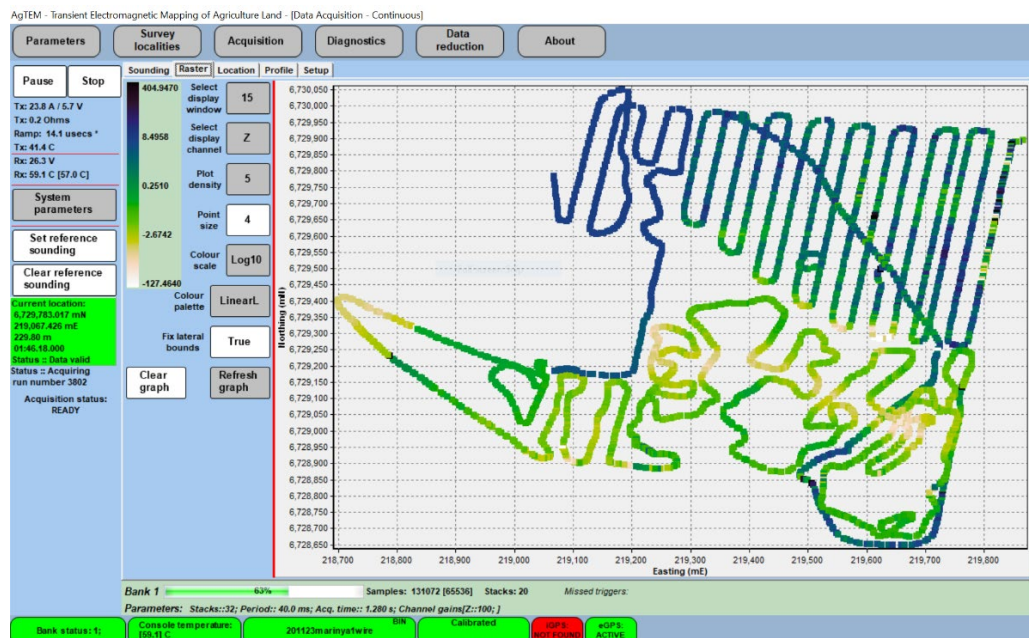 AgTEM - Transient Electromagnetic Mapping of Agriculture Land - [Data Acquisition - Continuous]
Parameters
Survey localities
Acquisition
Diagnostics
Data reduction
About
Pause
Stop
Tx: 23.8 A / 5.7 V
Tx: 0.2 Ohms
Ramp: 14.1 usecs *
Tx: 41.4 C
Rx: 26.3 V
Rx: 59.1 C [57.0 C]
System parameters
Set reference sounding
Clear reference sounding
Current location:
6,729,783.017 mN
219,067.426 mE
229.80 m
01:46.18.000
Status :: Data valid
Status :: Acquiring
run number 3802
Acquisition status:
READY
Sounding Raster Location Profile Setup
404.9470
8.4958
0.2510
-2.6742
-127.4640
Select display window
15
Select display channel
Z
Plot density
5
Point size
4
Colour scale
Log10
Colour palette
LinearL
Fix lateral bounds
True
Clear graph
Refresh graph
Northing (mN)
6,730,050
6,730,000
6,729,950
6,729,900
6,729,850
6,729,800
6,729,750
6,729,700
6,729,650
6,729,600
6,729,550
6,729,500
6,729,450
6,729,400
6,729,350
6,729,300
6,729,250
6,729,200
6,729,150
6,729,100
6,729,050
6,729,000
6,728,950
6,728,900
6,728,850
6,728,800
6,728,750
6,728,700
6,728,650
218,700 218,800 218,900 219,000 219,100 219,200 219,300 219,400 219,500 219,600 219,700 219,800
Easting (mE)
Bank 1 63% Samples: 131072 [65536] Stacks: 20 Missed triggers:
Parameters: Stacks::32; Period:: 40.0 ms; Acq. time:: 1.280 s; Channel gains[Z::100; ]
Bank status: 1;
Console temperature:
[59.1] C
201123marinya1wire
BIN
Calibrated
iGPS:
NOT FOUND
eGPS:
ACTIVE